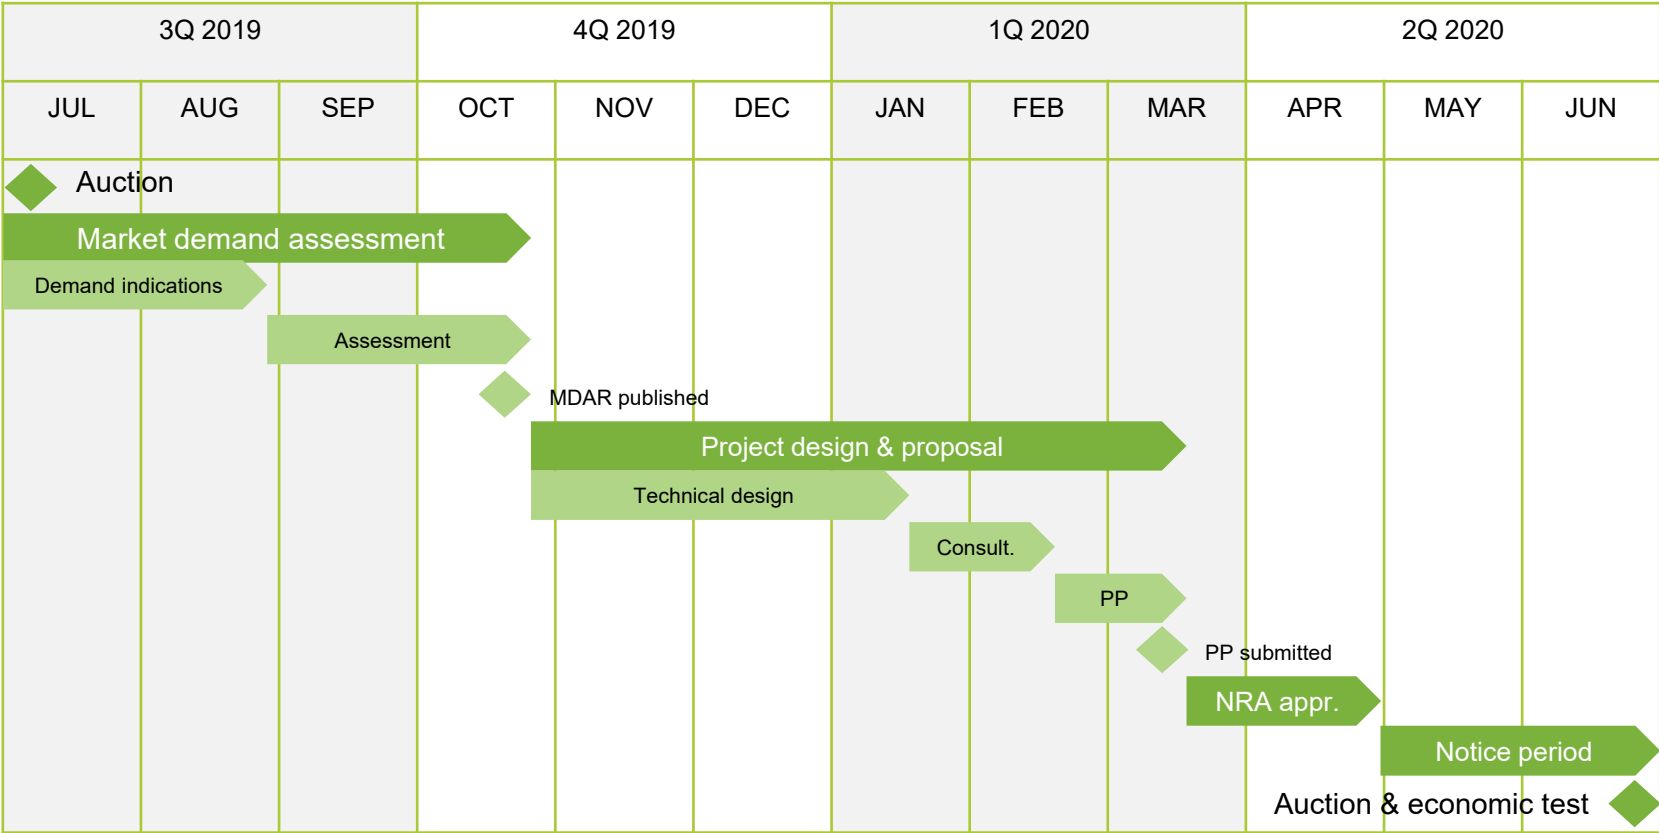 3Q 2019 4Q 2019 1Q 2020 2Q 2020
JUL AUG SEP OCT NOV DEC JAN FEB MAR APR MAY JUN
Auction
Market demand assessment
Demand indications
Assessment
MDAR published
Project design & proposal
Technical design
Consult.
PP
PP submitted
NRA appr.
Notice period
Auction & economic test